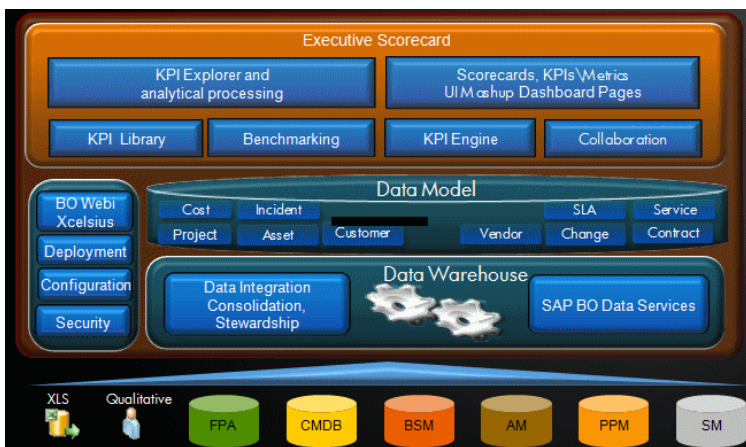 Executive Scorecard
KPI Explorer and
analytical processing
Scorecards, KPIs\Metrics
UI Mashup Dashboard Pages
KPI Library
Benchmarking
KPI Engine
Collaboration
BO Webi
Xcelsius
Deployment
Configuration
Security
Data Model
Cost
Incident
SLA
Service
Project
Asset
Customer
Vendor
Change
Contract
Data Warehouse
Data Integration
Consolidation,
Stewardship
SAP BO Data Services
XLS
Qualitative
FPA
CMDB
BSM
AM
PPM
SM